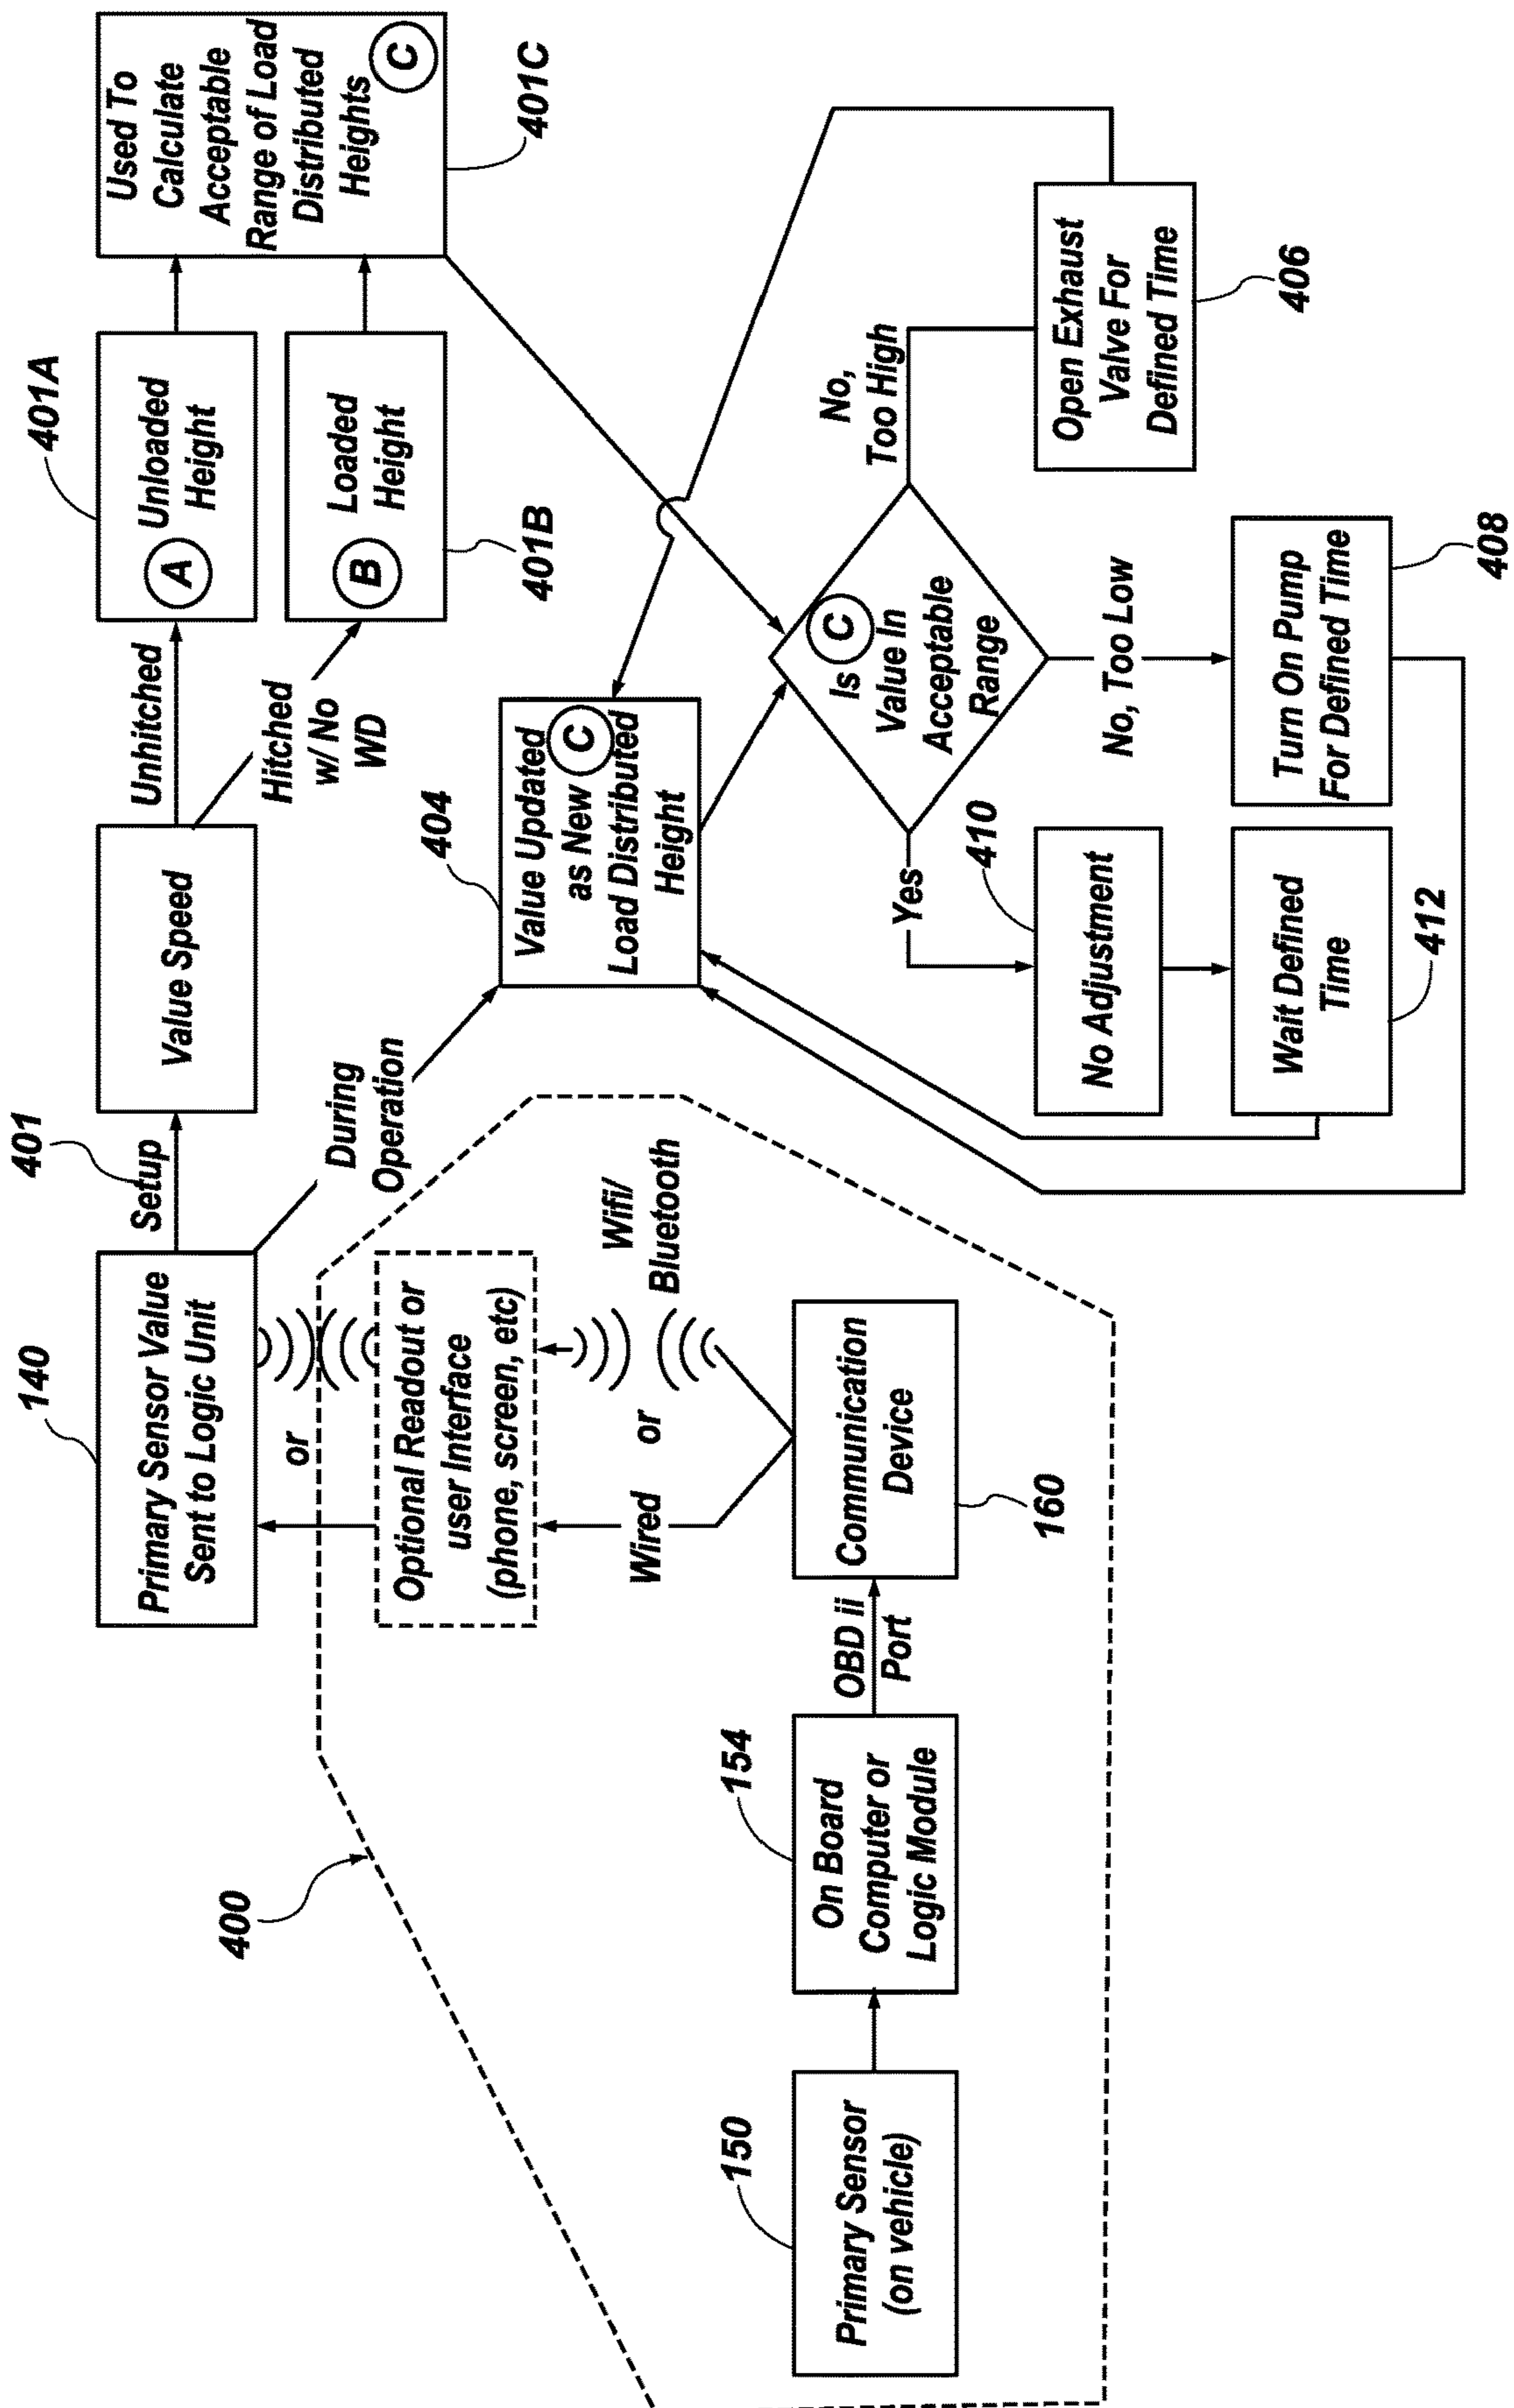 140
Primary Sensor Value
Sent to Logic Unit
401
Setup
Value Speed
Unhitched
Hitched
w/ No
WD
401A
A
Unloaded
Height
B
Loaded
Height
401B
Used To
Calculate
Acceptable
Range of Load
Distributed
Heights
C
401C
During
Operation
404
Value Updated
as New C
Load Distributed
Height
Is C
Value In
Acceptable
Range
No,
Too High
Open Exhaust
Valve For
Defined Time
406
No, Too Low
Turn On Pump
For Defined Time
408
Yes
410
No Adjustment
Wait Defined
Time
412
400
or
Optional Readout or
user Interface
(phone, screen, etc)
Wired or
Wifi/
Bluetooth
Communication
Device
160
OBD ii
Port
154
On Board
Computer or
Logic Module
150
Primary Sensor
(on vehicle)